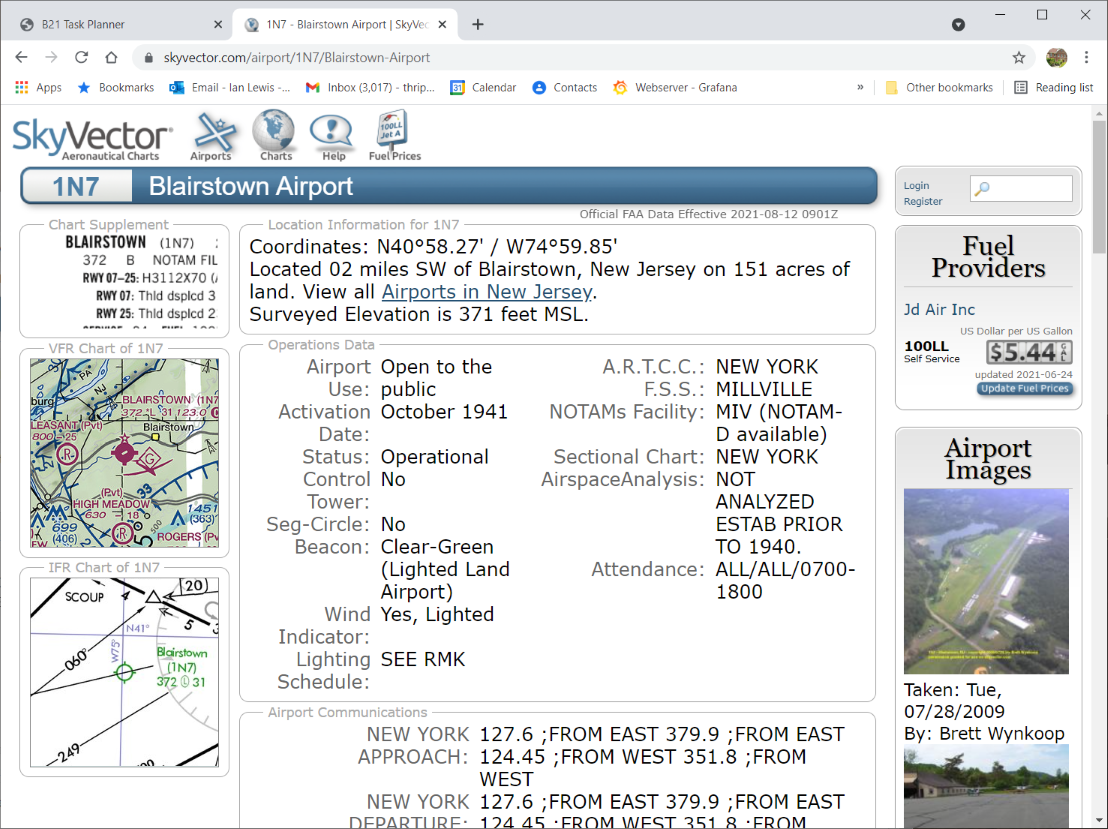 B21 Task Planner
1N7 - Blairstown Airport | SkyVec
skyvector.com/airport/1N7/Blairstown-Airport
Apps
Bookmarks
Email - Ian Lewis -...
Inbox (3,017) - thrip...
31
Calendar
Contacts
Webserver - Grafana
»
Other bookmarks
Reading list
SkyVector
Aeronautical Charts
Airports
Charts
Help
100LL
Jet A
Fuel Prices
1N7
Blairstown Airport
Login
Register
Official FAA Data Effective 2021-08-12 0901Z
Chart Supplement
BLAIRSTOWN (1N7)
372 B NOTAM FIL
RWY 07–25: H3112X70 (
RWY 07: Thld dsplcd 3
RWY 25: Thld dsplcd 2
VFR Chart of 1N7
PA
NJ
burg
BLAIRSTOWN (1N7
372 *L 31 123.0 C
LEASANT (Pvt)
800 - 25
Blairstown
R
G
(Pvt)
HIGH MEADOW
630 - 18
33
1451
(363)
699
(406)
500
R
ROGERS (Pv
IFR Chart of 1N7
SCOUP
4
20
5
N41°
W75°
060°
Blairstown
(1N7)
372 L 31
249
Location Information for 1N7
Coordinates: N40°58.27' / W74°59.85'
Located 02 miles SW of Blairstown, New Jersey on 151 acres of
land. View all Airports in New Jersey.
Surveyed Elevation is 371 feet MSL.
Operations Data
Airport Use: Open to the public
Activation Date: October 1941
Status: Operational
Control Tower: No
Seg-Circle: No
Beacon: Clear-Green (Lighted Land Airport)
Wind Indicator: Yes, Lighted
Lighting Schedule: SEE RMK
A.R.T.C.C.: NEW YORK
F.S.S.: MILLVILLE
NOTAMs Facility: MIV (NOTAM-D available)
Sectional Chart: NEW YORK
AirspaceAnalysis: NOT ANALYZED ESTAB PRIOR TO 1940.
Attendance: ALL/ALL/0700-1800
Airport Communications
NEW YORK APPROACH: 127.6 ;FROM EAST 379.9 ;FROM EAST
124.45 ;FROM WEST 351.8 ;FROM
WEST
NEW YORK DEPARTURE: 127.6 ;FROM EAST 379.9 ;FROM EAST
124.45 ;FROM WEST 351.8 ;FROM
Fuel
Providers
Jd Air Inc
US Dollar per US Gallon
100LL
Self Service
$5.44 GAL
updated 2021-06-24
Update Fuel Prices
Airport
Images
Taken: Tue,
07/28/2009
By: Brett Wynkoop